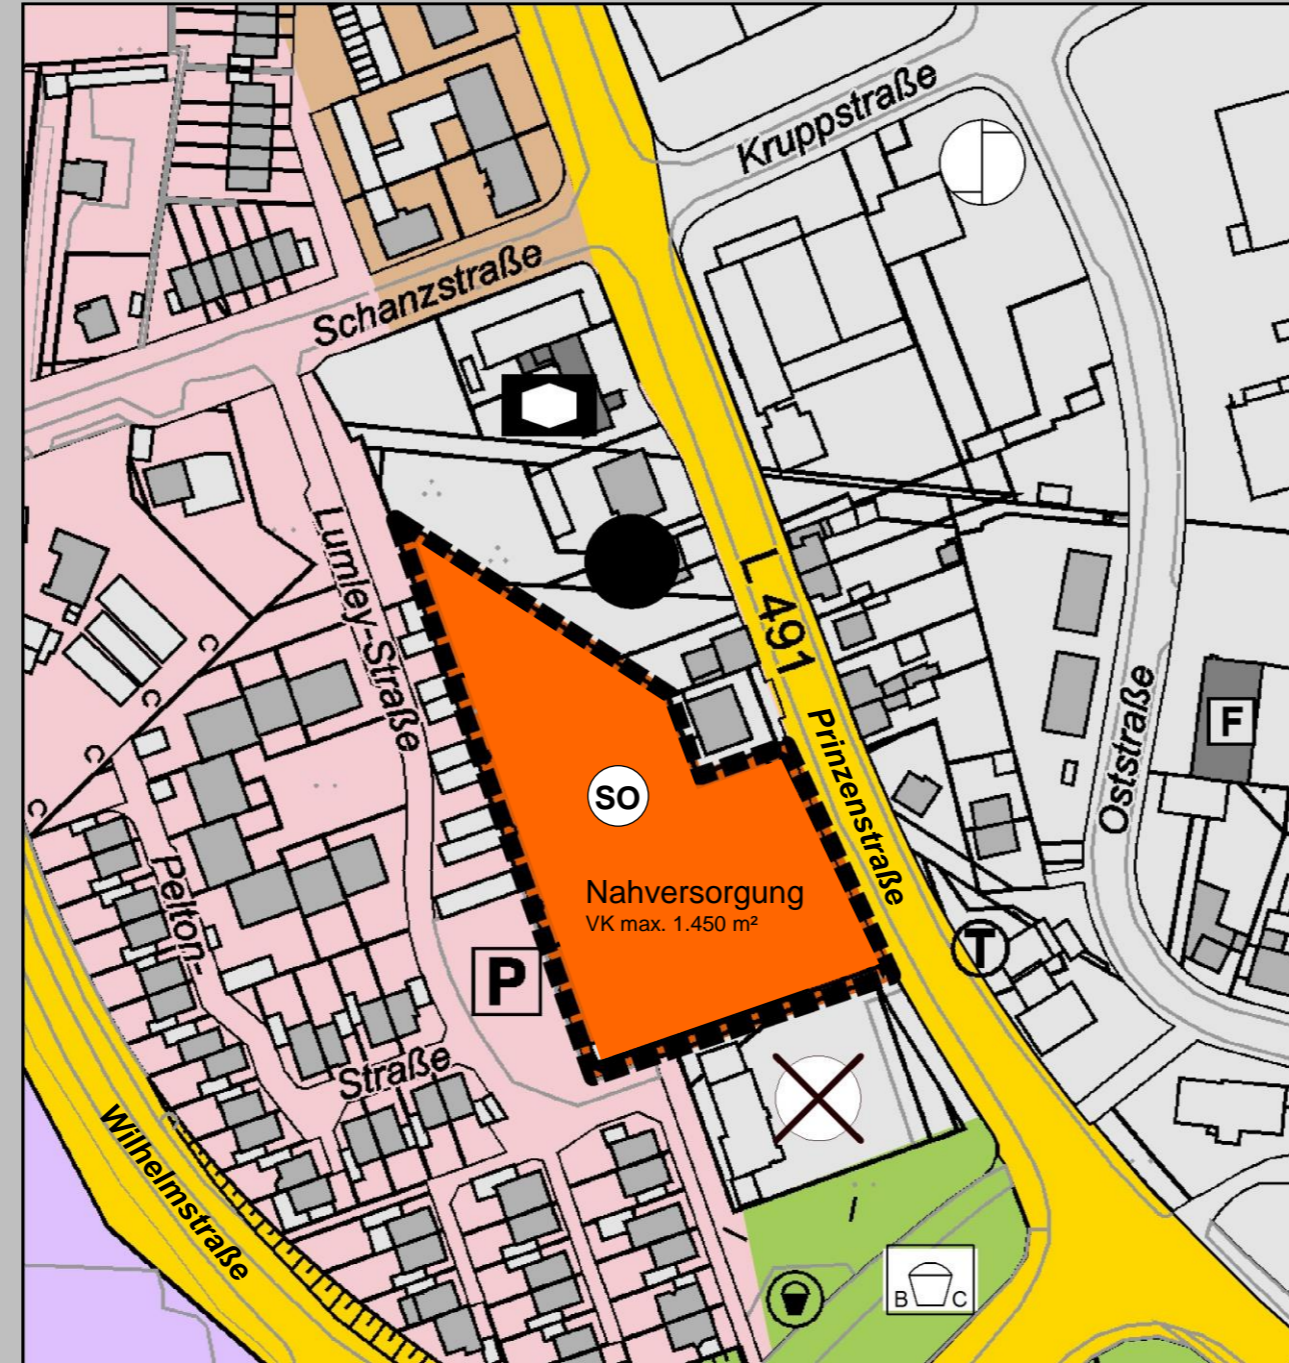 Kruppstraße
Schanzstraße
Lumley-Straße
L 491
Prinzenstraße
Oststraße
F
SO
Nahversorgung
VK max. 1.450 m²
C
C
C
C
Pelton-
Straße
P
T
Wilhelmstraße
B C